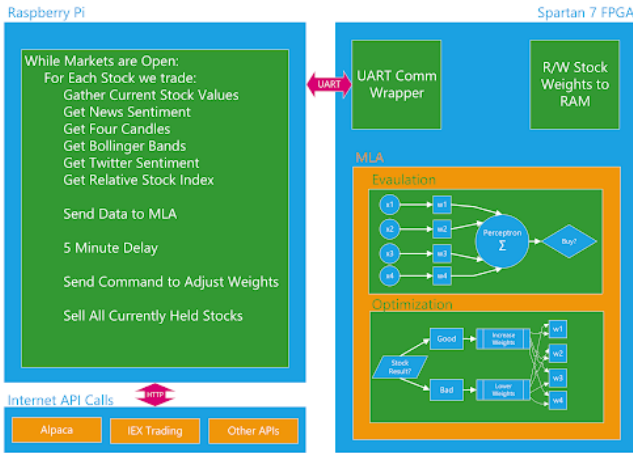 Raspberry Pi
While Markets are Open:
For Each Stock we trade:
Gather Current Stock Values
Get News Sentiment
Get Four Candles
Get Bollinger Bands
Get Twitter Sentiment
Get Relative Stock Index
Send Data to MLA
5 Minute Delay
Send Command to Adjust Weights
Sell All Currently Held Stocks
HTTP
Internet API Calls
Alpaca
IEX Trading
Other APIs
UART
Spartan 7 FPGA
UART Comm
Wrapper
R/W Stock
Weights to
RAM
MLA
Evaulation
x1
w1
x2
w2
x3
w3
x4
w4
Perceptron
Σ
Buy?
Optimization
Stock
Result?
Good
Increase
Weights
Bad
Lower
Weights
w1
w2
w3
w4